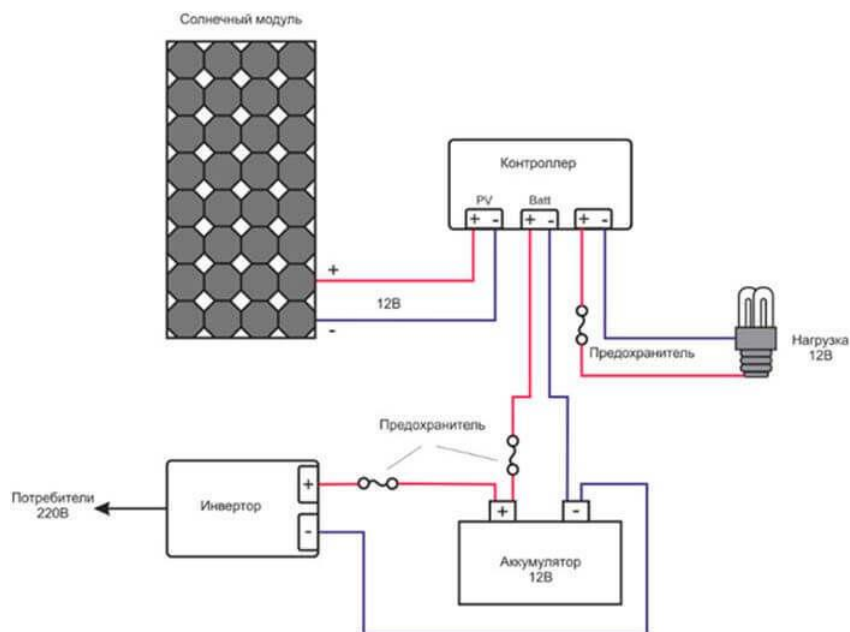 Солнечный модуль
Контроллер
PV
Batt
+ -
+ -
+ -
+
12В
-
Предохранитель
Нагрузка
12В
Предохранитель
Потребители
220В
Инвертор
+
-
+
-
Аккумулятор
12В